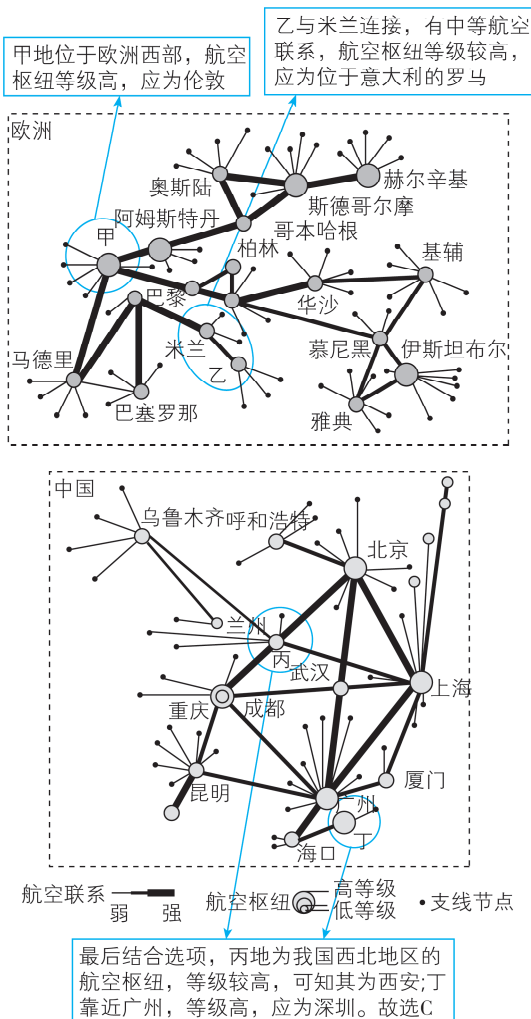 甲地位于欧洲西部，航空
枢纽等级高，应为伦敦
乙与米兰连接，有中等航空
联系，航空枢纽等级较高，
应为位于意大利的罗马
欧洲
奥斯陆
赫尔辛基
斯德哥尔摩
阿姆斯特丹
哥本哈根
甲
柏林
基辅
巴黎
华沙
米兰
慕尼黑
伊斯坦布尔
马德里
乙
巴塞罗那
雅典
中国
乌鲁木齐
呼和浩特
北京
兰州
丙
武汉
上海
重庆
成都
昆明
厦门
广州
丁
海口
航空联系
弱
强
航空枢纽
高等级
低等级
支线节点
最后结合选项，丙地为我国西北地区的
航空枢纽，等级较高，可知其为西安;丁
靠近广州，等级高，应为深圳。故选C